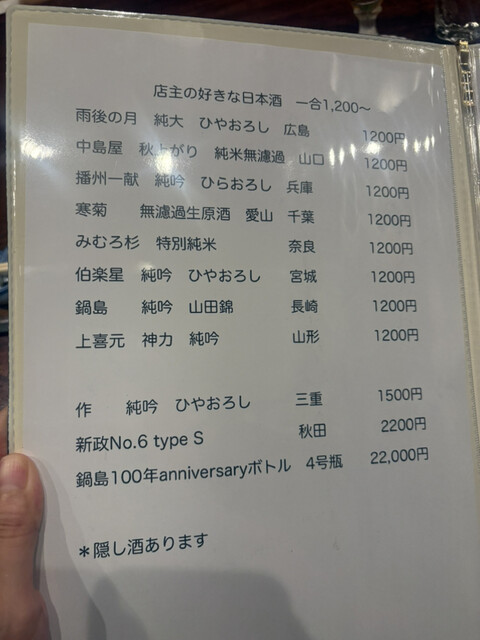 店主の好きな日本酒 一合1,200〜
雨後の月 純大 ひやおろし 広島 1200円
中島屋 秋上がり 純米無濾過 山口 1200円
播州一献 純吟 ひらおろし 兵庫 1200円
寒菊 無濾過生原酒 愛山 千葉 1200円
みむろ杉 特別純米 奈良 1200円
伯楽星 純吟 ひやおろし 宮城 1200円
鍋島 純吟 山田錦 長崎 1200円
上喜元 神力 純吟 山形 1200円
作 純吟 ひやおろし 三重 1500円
新政No.6 type S 秋田 2200円
鍋島100年anniversaryボトル 4号瓶 22,000円
＊隠し酒あります